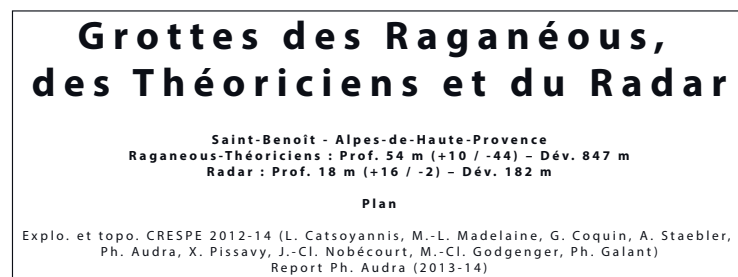 Grottes des Raganéous,
des Théoriciens et du Radar
Saint-Benoît - Alpes-de-Haute-Provence
Raganeous-Théoriciens : Prof. 54 m (+10 / -44) – Dév. 847 m
Radar : Prof. 18 m (+16 / -2) – Dév. 182 m
Plan
Explo. et topo. CRESPE 2012-14 (L. Catsoyannis, M.-L. Madelaine, G. Coquin, A. Staebler,
Ph. Audra, X. Pissavy, J.-Cl. Nobécourt, M.-Cl. Godgenger, Ph. Galant)
Report Ph. Audra (2013-14)